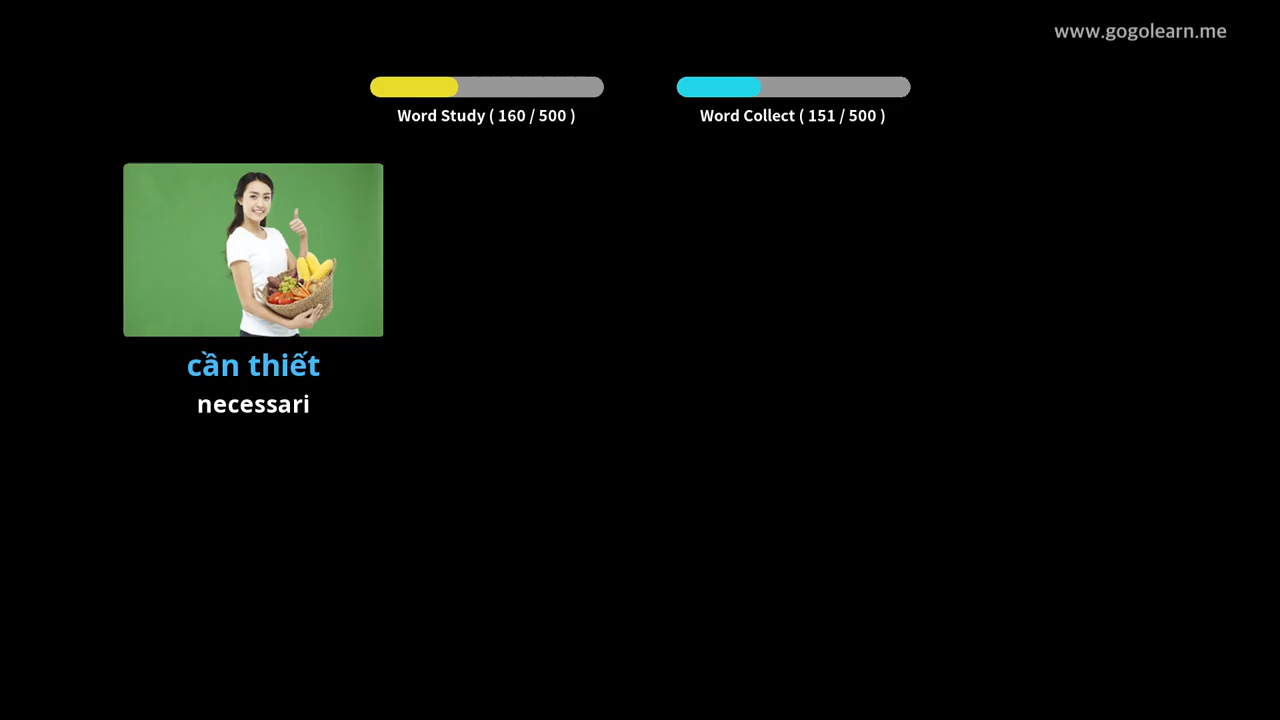 www.gogolearn.me
Word Study ( 160 / 500 )
Word Collect ( 151 / 500 )
cần thiết
necessari